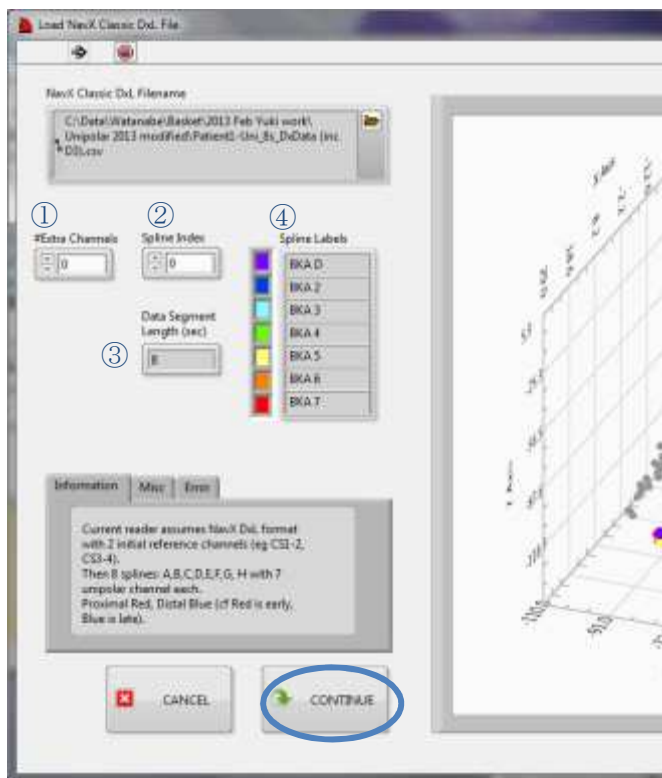 Load NavX Classic DxL File
NavX Classic DxL Filename
C:\Data\Watanabe\Basket\2013 Feb Yuki work\
Unipolar 2013 modified\Patient1-Uni_8s_DxData (inc
D3).csv
① ② ④
#Extra Channels Spline Index Spline Labels
0 0
BKA D
BKA 2
BKA 3
BKA 4
BKA 5
BKA 6
BKA 7
Data Segment
Length (sec)
③ 8
Information Misc Error
Current reader assumes NavX DxL format
with 2 initial reference channels (eg CS1-2,
CS3-4).
Then 8 splines: A,B,C,D,E,F,G, H with 7
unipolar channel each.
Proximal Red, Distal Blue (cf Red is early,
Blue is late).
CANCEL CONTINUE